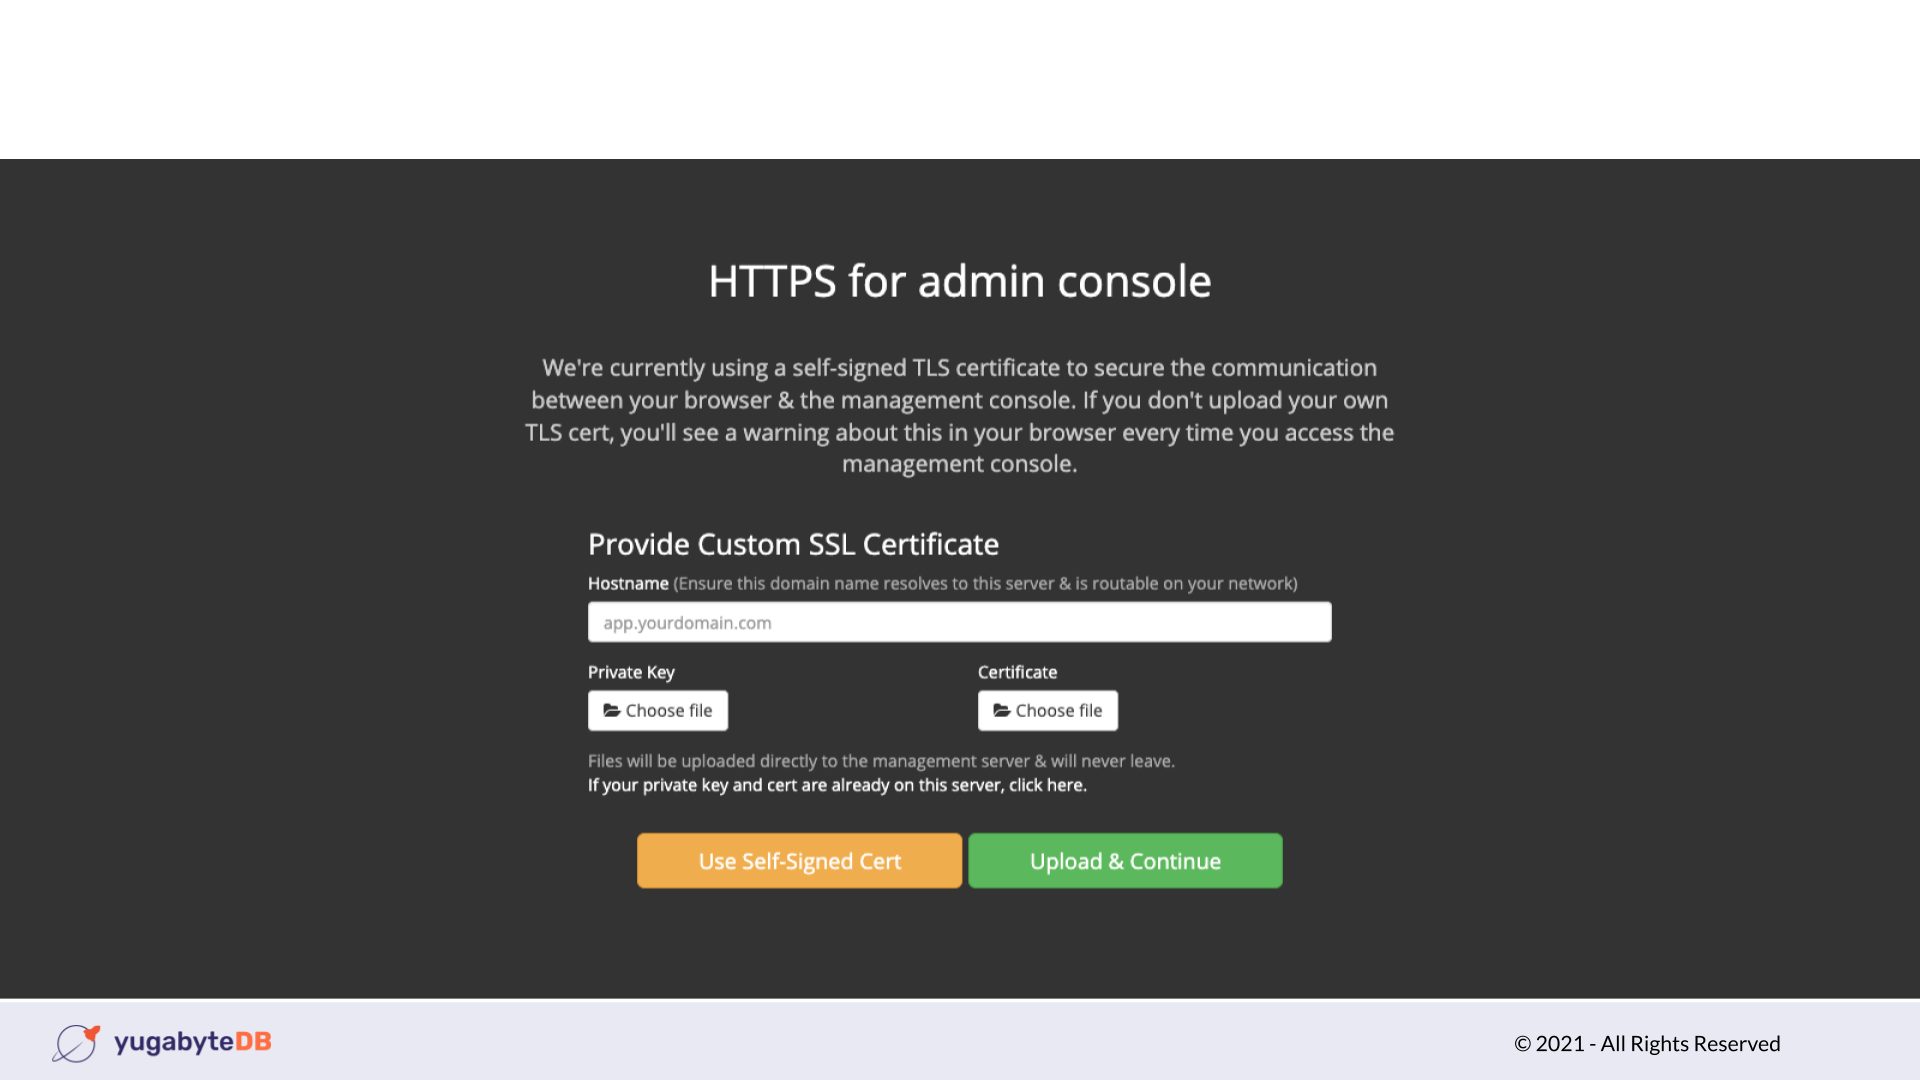 HTTPS for admin console
We're currently using a self-signed TLS certificate to secure the communication
between your browser & the management console. If you don't upload your own
TLS cert, you'll see a warning about this in your browser every time you access the
management console.
Provide Custom SSL Certificate
Hostname (Ensure this domain name resolves to this server & is routable on your network)
app.yourdomain.com
Private Key Certificate
Choose file Choose file
Files will be uploaded directly to the management server & will never leave.
If your private key and cert are already on this server, click here.
Use Self-Signed Cert Upload & Continue
yugabyteDB © 2021 - All Rights Reserved